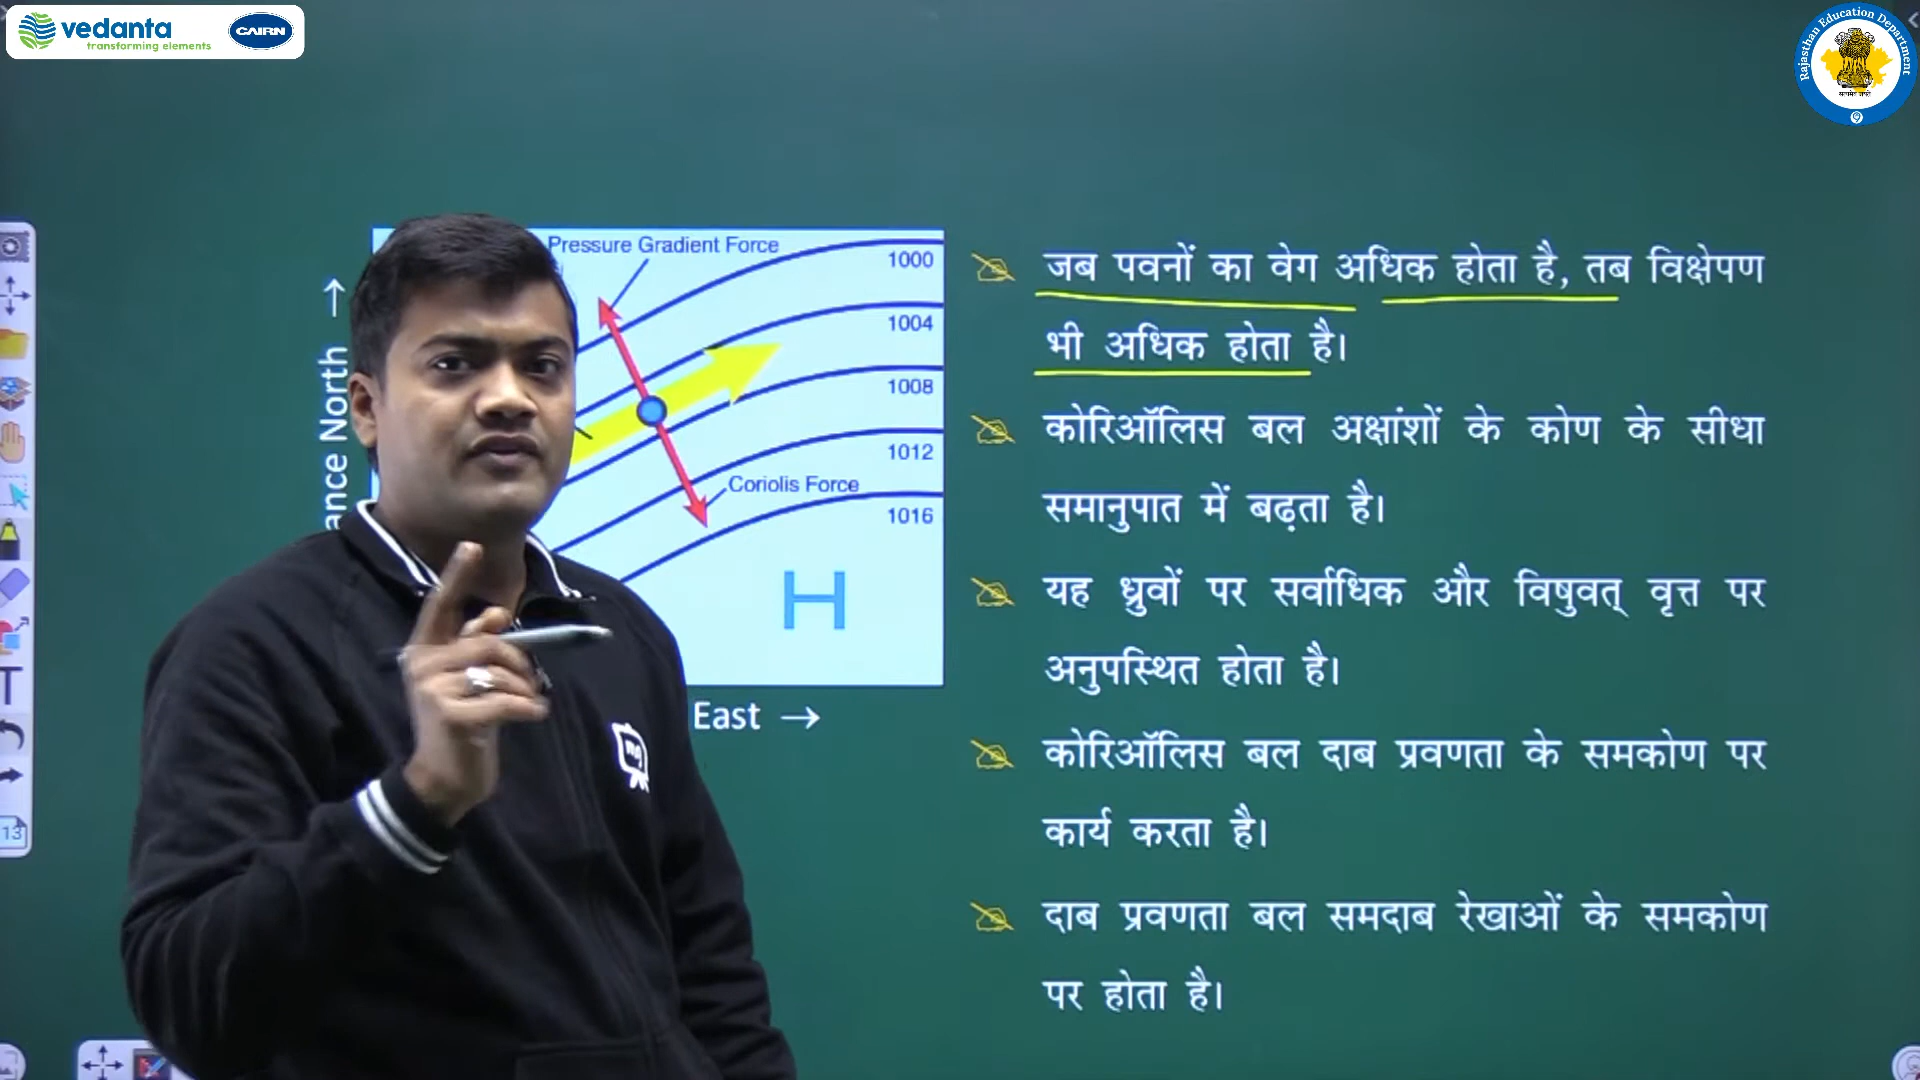 vedanta
transforming elements
CAIRN
Rajasthan Education Department
Pressure Gradient Force
1000
1004
1008
1012
Coriolis Force
1016
H
ance North →
East →
जब पवनों का वेग अधिक होता है, तब विक्षेपण
भी अधिक होता है।
कोरिऑलिस बल अक्षांशों के कोण के सीधा
समानुपात में बढ़ता है।
यह ध्रुवों पर सर्वाधिक और विषुवत् वृत्त पर
अनुपस्थित होता है।
कोरिऑलिस बल दाब प्रवणता के समकोण पर
कार्य करता है।
दाब प्रवणता बल समदाब रेखाओं के समकोण
पर होता है।
T
13